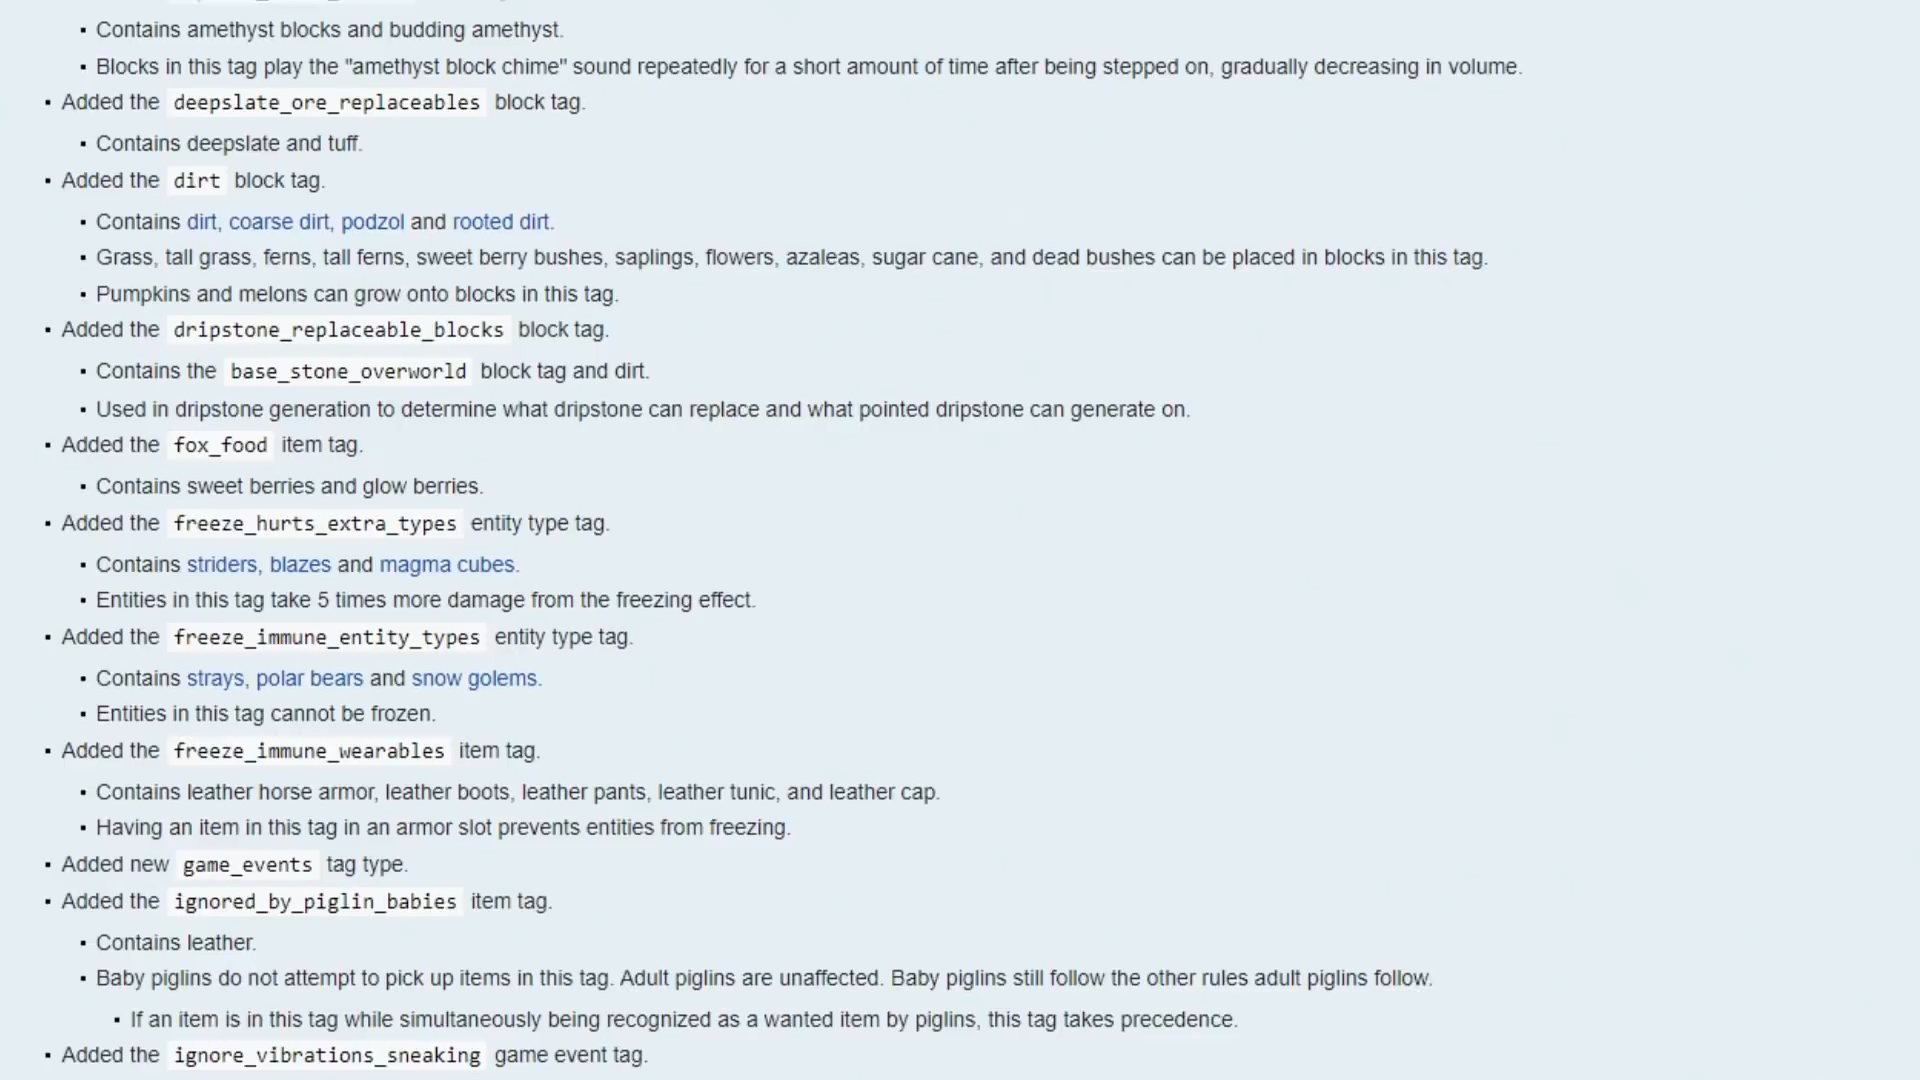 Contains amethyst blocks and budding amethyst.
Blocks in this tag play the "amethyst block chime" sound repeatedly for a short amount of time after being stepped on, gradually decreasing in volume.
Added the deepslate_ore_replaceables block tag.
Contains deepslate and tuff.
Added the dirt block tag.
Contains dirt, coarse dirt, podzol and rooted dirt.
Grass, tall grass, ferns, tall ferns, sweet berry bushes, saplings, flowers, azaleas, sugar cane, and dead bushes can be placed in blocks in this tag.
Pumpkins and melons can grow onto blocks in this tag.
Added the dripstone_replaceable_blocks block tag.
Contains the base_stone_overworld block tag and dirt.
Used in dripstone generation to determine what dripstone can replace and what pointed dripstone can generate on.
Added the fox_food item tag.
Contains sweet berries and glow berries.
Added the freeze_hurts_extra_types entity type tag.
Contains striders, blazes and magma cubes.
Entities in this tag take 5 times more damage from the freezing effect.
Added the freeze_immune_entity_types entity type tag.
Contains strays, polar bears and snow golems.
Entities in this tag cannot be frozen.
Added the freeze_immune_wearables item tag.
Contains leather horse armor, leather boots, leather pants, leather tunic, and leather cap.
Having an item in this tag in an armor slot prevents entities from freezing.
Added new game_events tag type.
Added the ignored_by_piglin_babies item tag.
Contains leather.
Baby piglins do not attempt to pick up items in this tag. Adult piglins are unaffected. Baby piglins still follow the other rules adult piglins follow.
If an item is in this tag while simultaneously being recognized as a wanted item by piglins, this tag takes precedence.
Added the ignore_vibrations_sneaking game event tag.